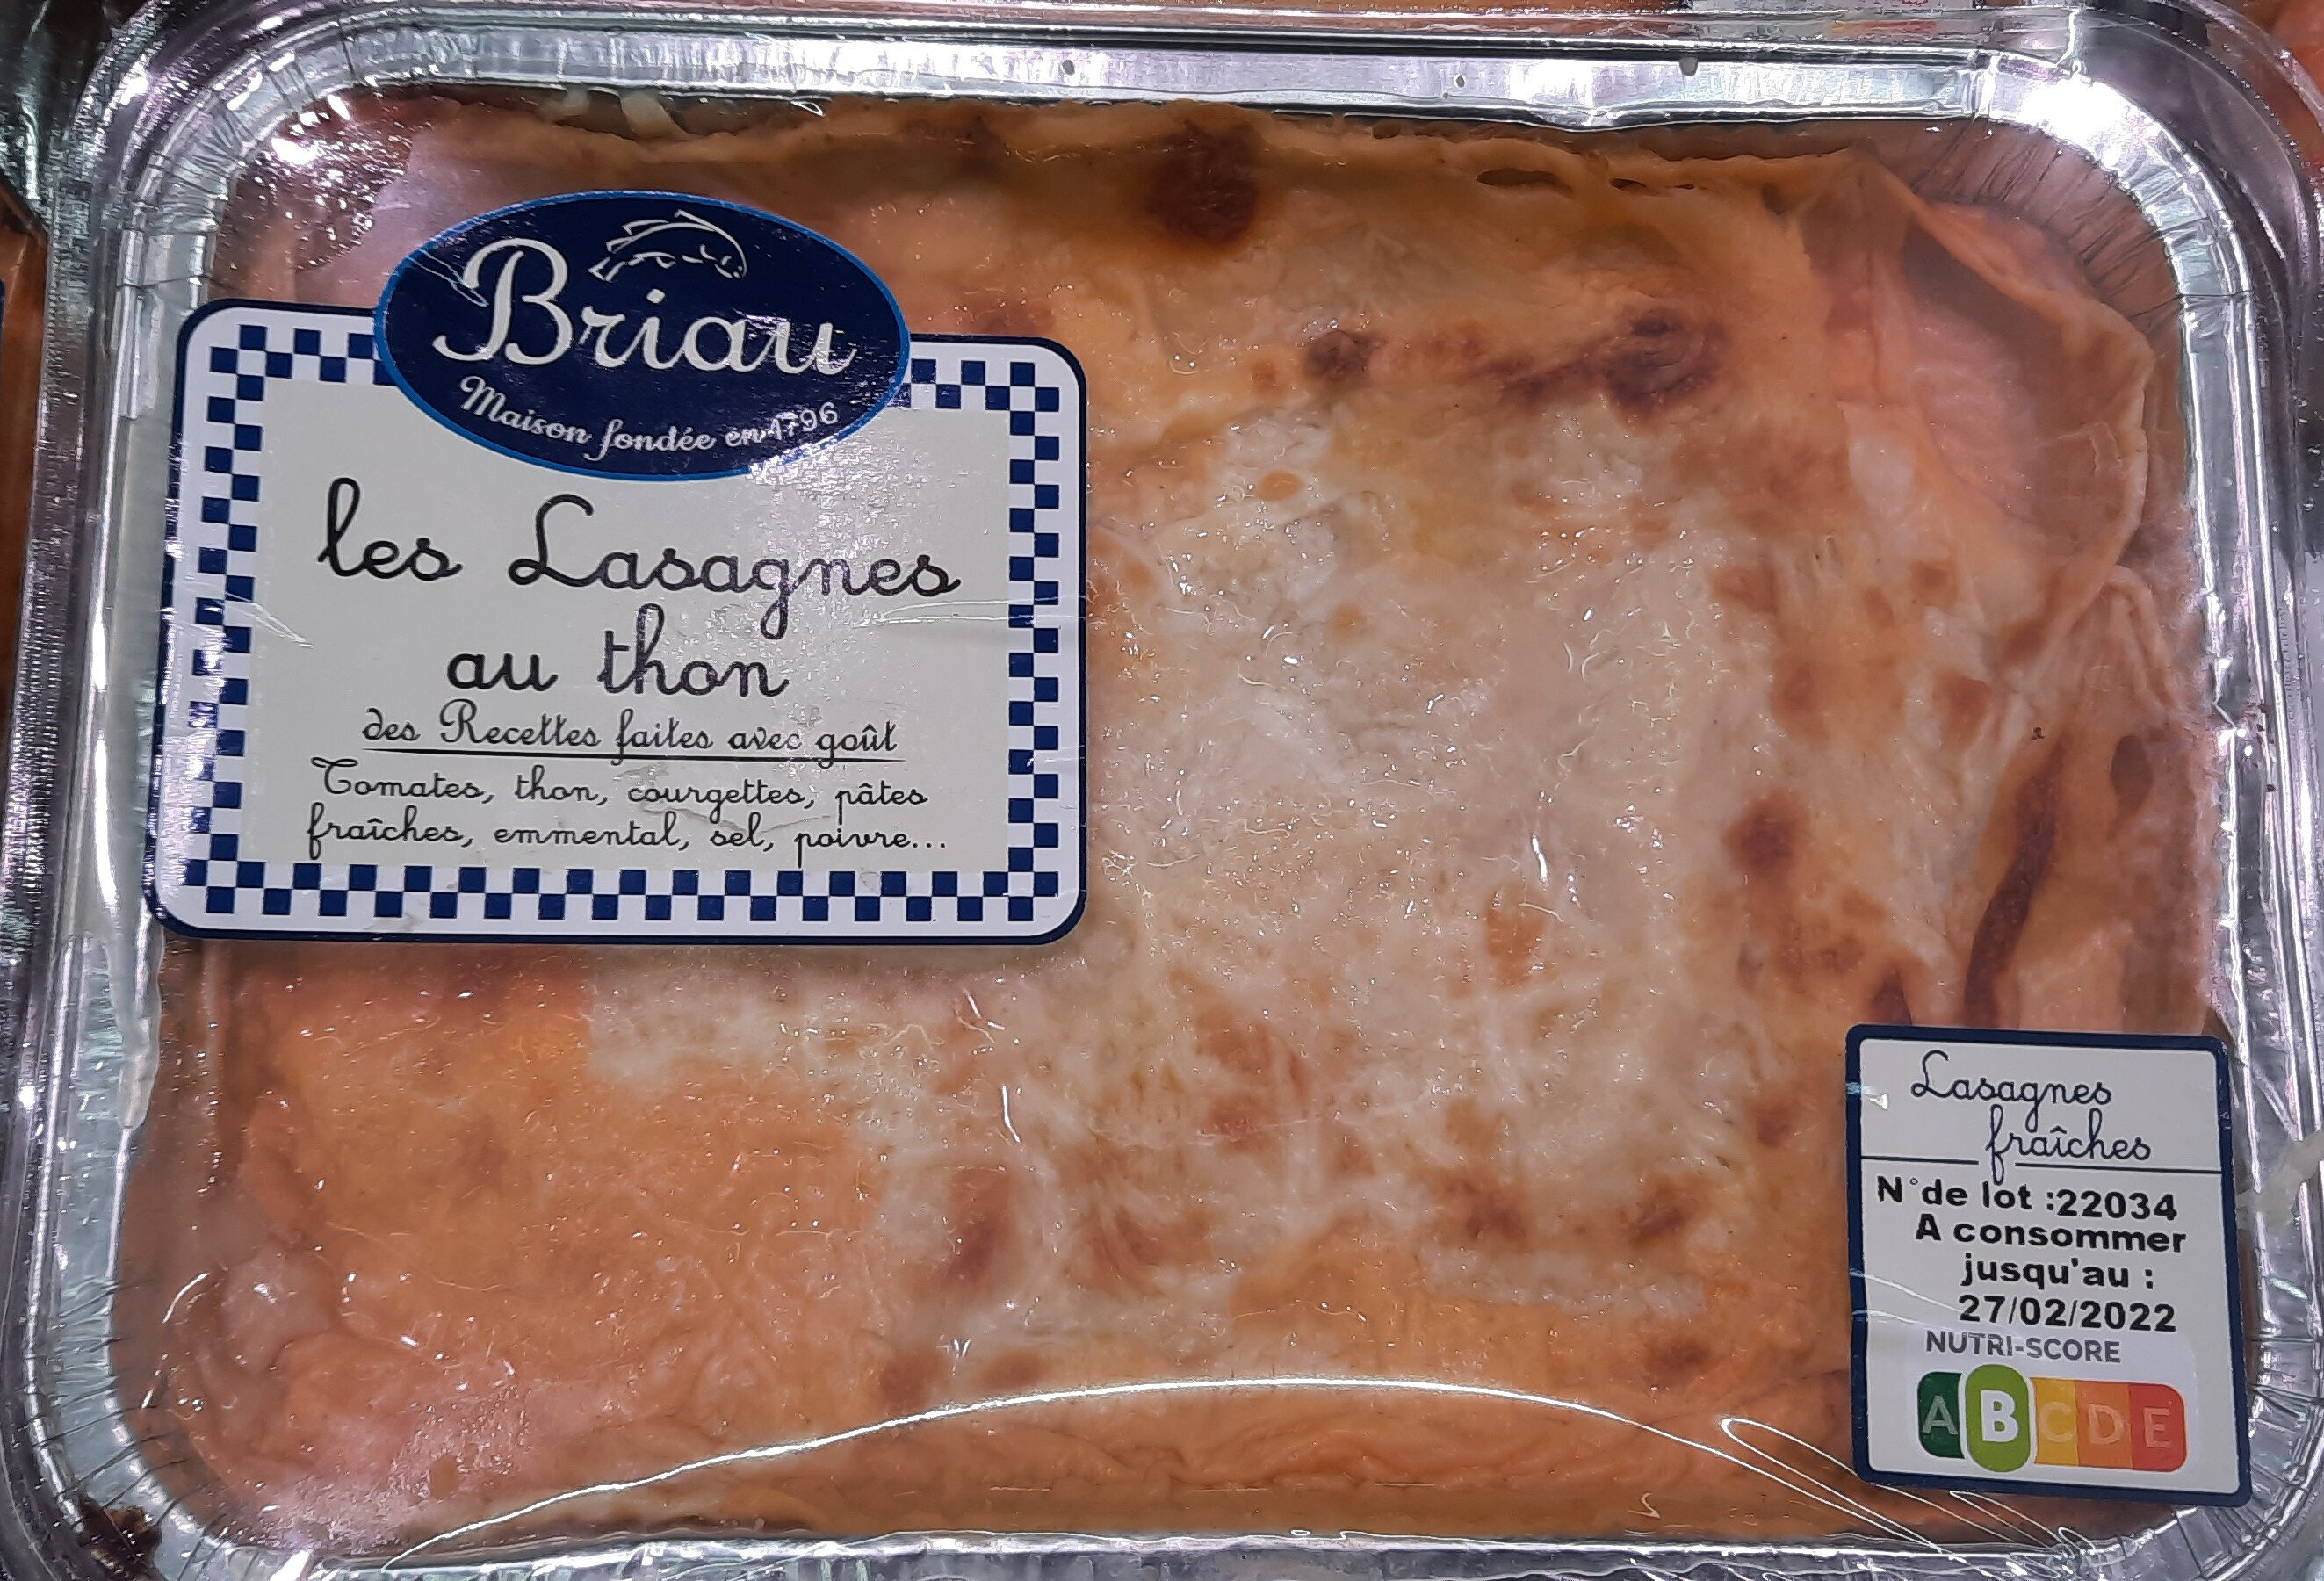 Briau
Maison fondée en 1796
les Lasagnes
au thon
des Recettes faites avec goût
Tomates, thon, courgettes, pâtes
fraîches, emmental, sel, poivre...
Lasagnes
fraîches
N°de lot :22034
A consommer
jusqu'au :
27/02/2022
NUTRI-SCORE
A B C D E